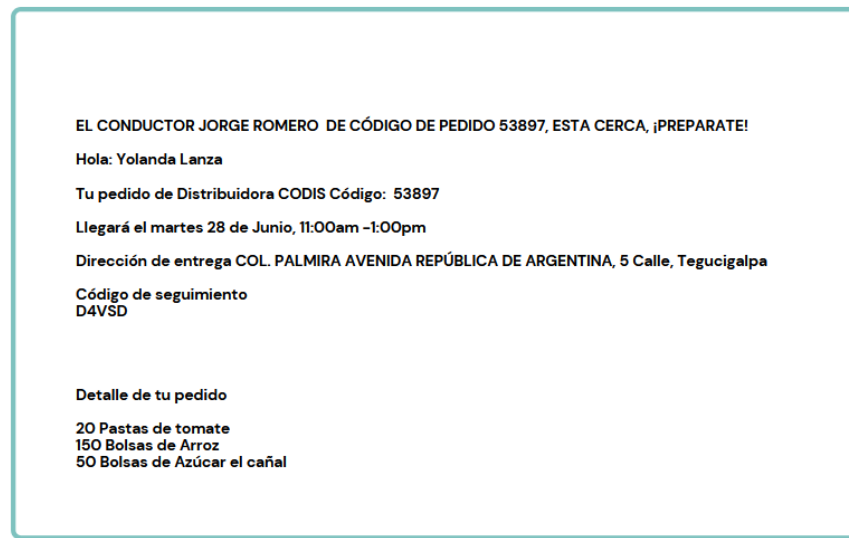 EL CONDUCTOR JORGE ROMERO DE CÓDIGO DE PEDIDO 53897, ESTA CERCA, ¡PREPARATE!
Hola: Yolanda Lanza
Tu pedido de Distribuidora CODIS Código: 53897
Llegará el martes 28 de Junio, 11:00am -1:00pm
Dirección de entrega COL. PALMIRA AVENIDA REPÚBLICA DE ARGENTINA, 5 Calle, Tegucigalpa
Código de seguimiento
D4VSD
Detalle de tu pedido
20 Pastas de tomate
150 Bolsas de Arroz
50 Bolsas de Azúcar el cañal